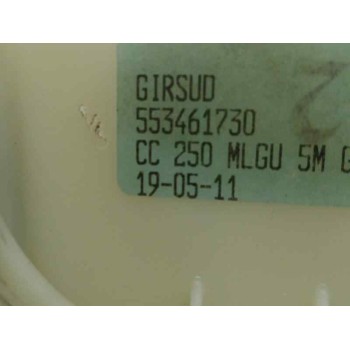 GIRSUD
553461730
CC 250 MLGU 5M G
19-05-11